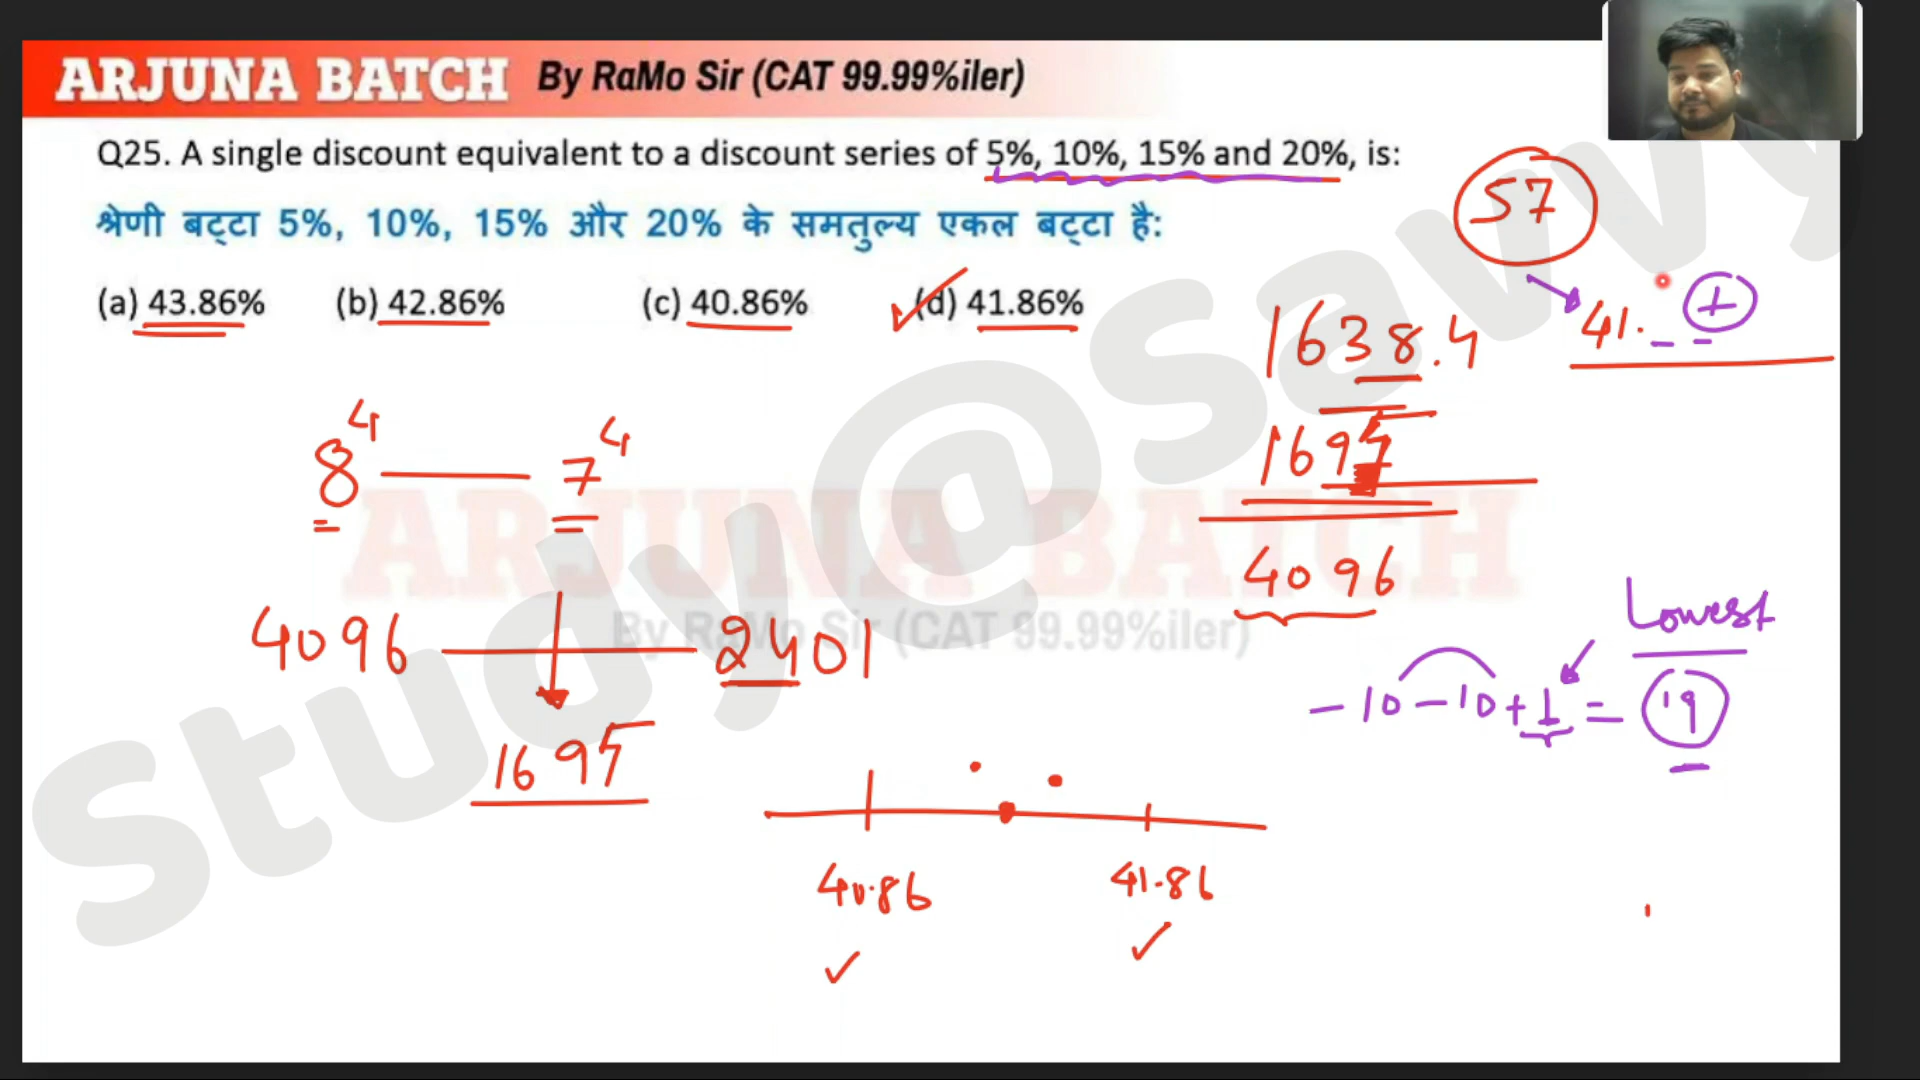 ARJUNA BATCH By RaMo Sir (CAT 99.99%iler)
Q25. A single discount equivalent to a discount series of 5%, 10%, 15% and 20%, is:
श्रेणी बट्टा 5%, 10%, 15% और 20% के समतुल्य एकल बट्टा है:
(a) 43.86% (b) 42.86% (c) 40.86% (d) 41.86%
57
41. _ _ +
1638.4
1695
4096
8^4 — 7^4
4096 — 2401
1695
40.86 41.86
Lowest
-10-10+1 = 19
Study@Savvy
ARJUNA BATCH
By RaMo Sir (CAT 99.99%iler)